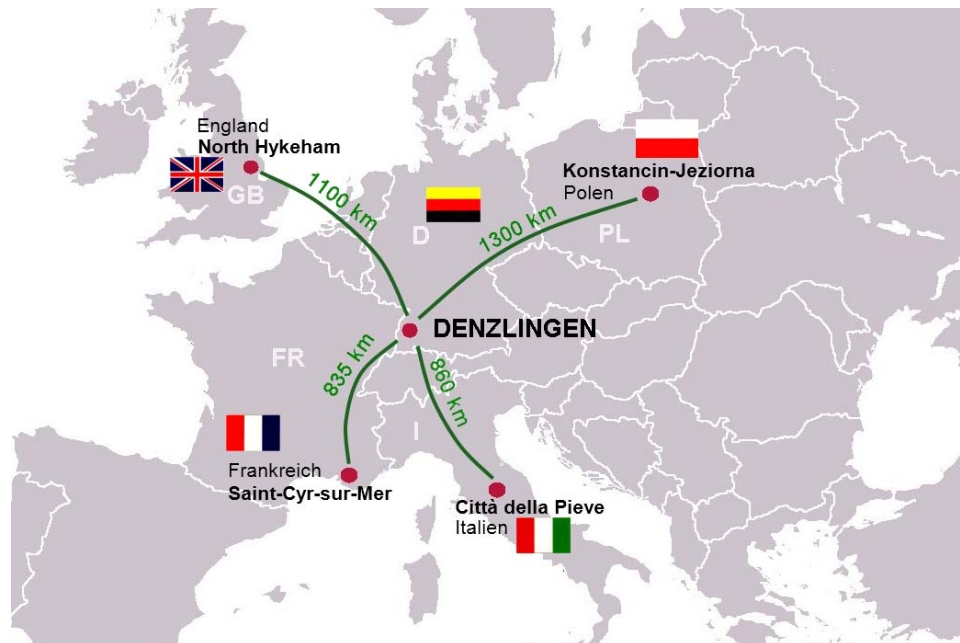 England
North Hykeham
GB
1100 km
D
Konstancin-Jeziorna
Polen
PL
1300 km
DENZLINGEN
FR
835 km
860 km
I
Frankreich
Saint-Cyr-sur-Mer
Città della Pieve
Italien